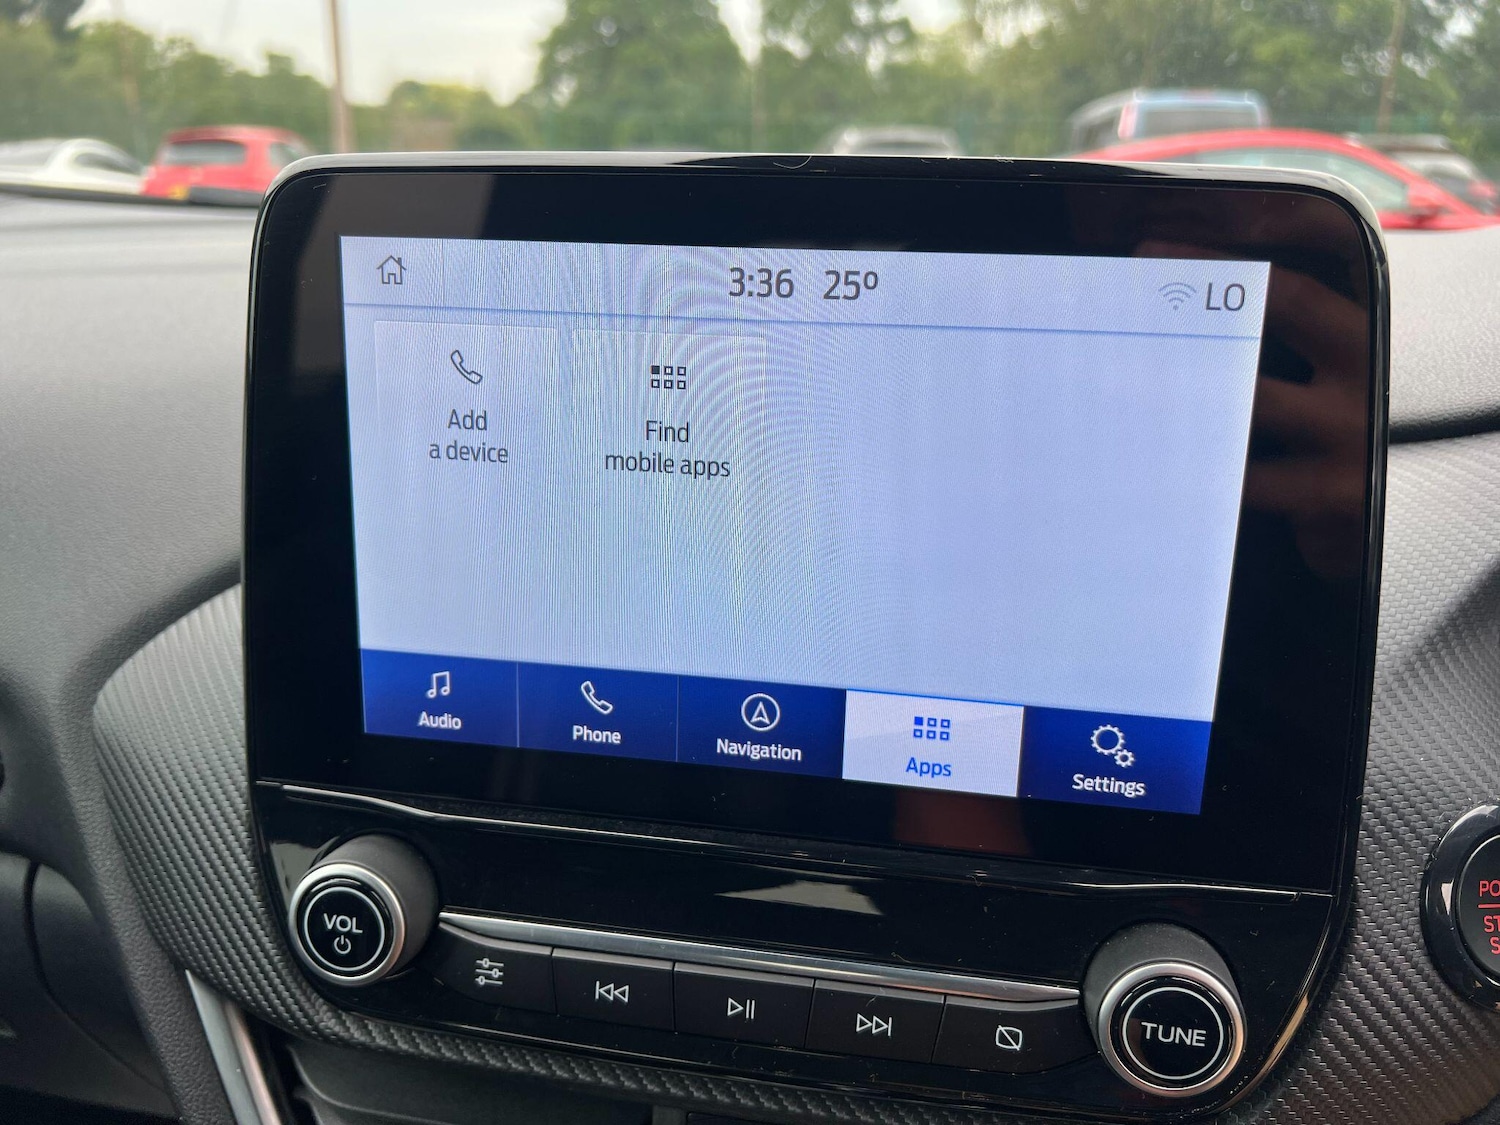 3:36 25º LO
Add
a device
Find
mobile apps
Audio
Phone
Navigation
Apps
Settings
VOL
TUNE